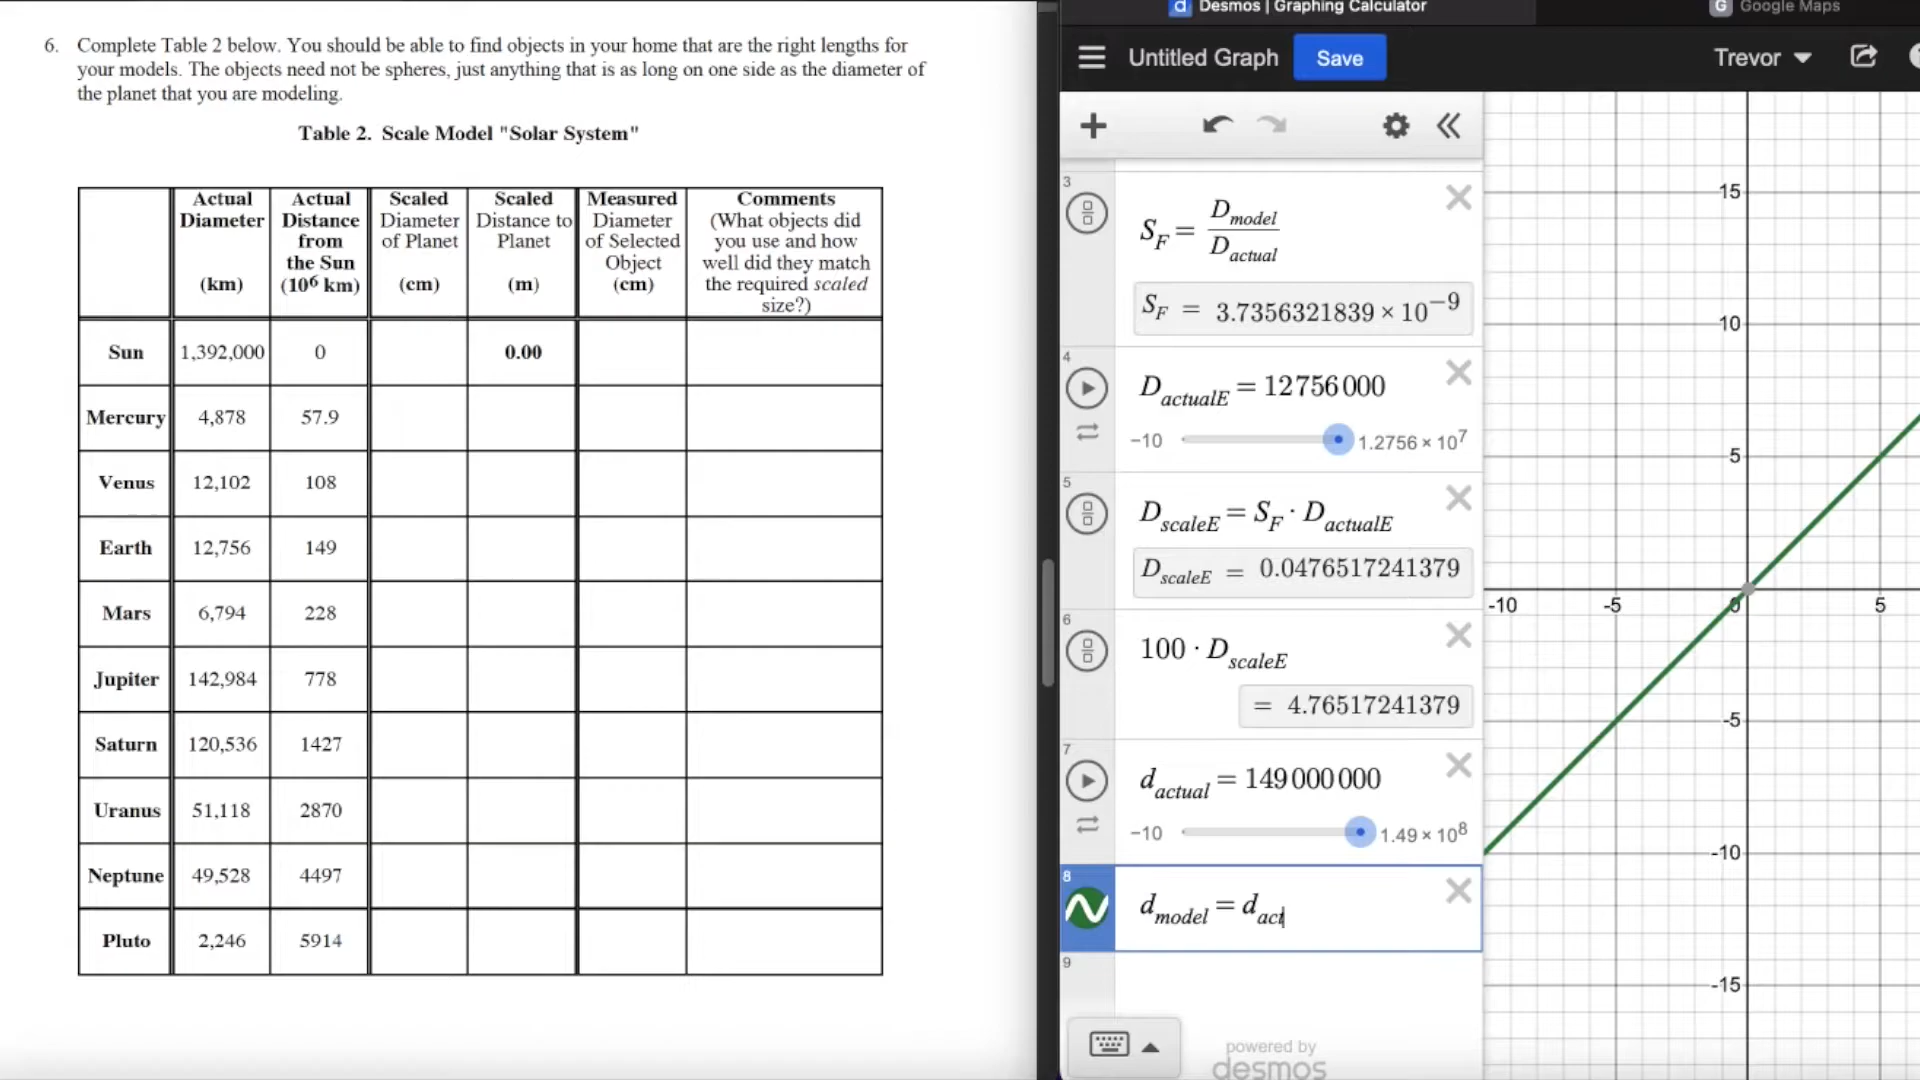 6. Complete Table 2 below. You should be able to find objects in your home that are the right lengths for
your models. The objects need not be spheres, just anything that is as long on one side as the diameter of
the planet that you are modeling.
Table 2. Scale Model "Solar System"
Actual Diameter (km)
Actual Distance from the Sun (10⁶ km)
Scaled Diameter of Planet (cm)
Scaled Distance to Planet (m)
Measured Diameter of Selected Object (cm)
Comments (What objects did you use and how well did they match the required scaled size?)
Sun 1,392,000 0 0.00
Mercury 4,878 57.9
Venus 12,102 108
Earth 12,756 149
Mars 6,794 228
Jupiter 142,984 778
Saturn 120,536 1427
Uranus 51,118 2870
Neptune 49,528 4497
Pluto 2,246 5914
d Desmos | Graphing Calculator
G Google Maps
Untitled Graph Save Trevor
3
S_F = D_model / D_actual
S_F = 3.7356321839 × 10⁻⁹
4
D_actualE = 12756000
-10 1.2756 × 10⁷
5
D_scaleE = S_F · D_actualE
D_scaleE = 0.0476517241379
6
100 · D_scaleE
= 4.76517241379
7
d_actual = 149000000
-10 1.49 × 10⁸
8
d_model = d_act
9
powered by
desmos
15
10
5
-10 -5 0 5
-5
-10
-15